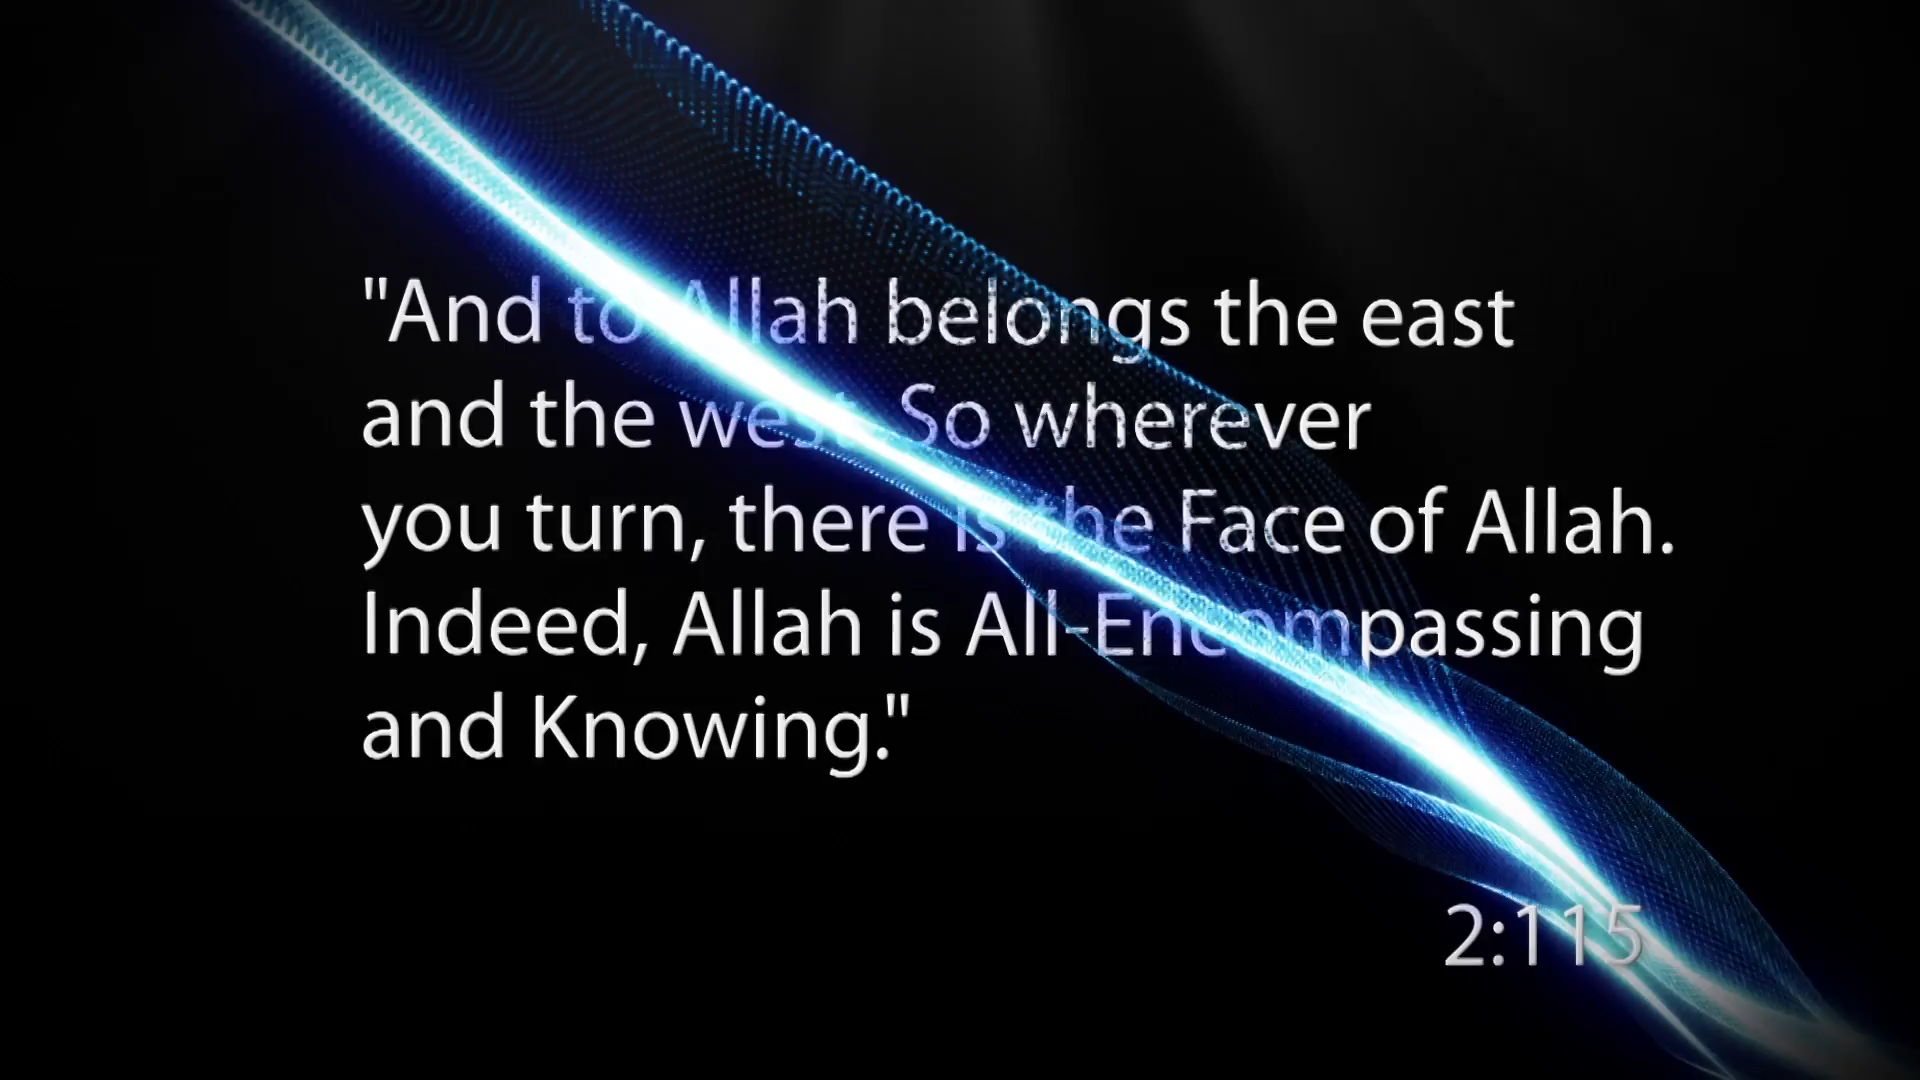 "And to Allah belongs the east
and the west. So wherever
you turn, there is the Face of Allah.
Indeed, Allah is All-Encompassing
and Knowing."
2:115